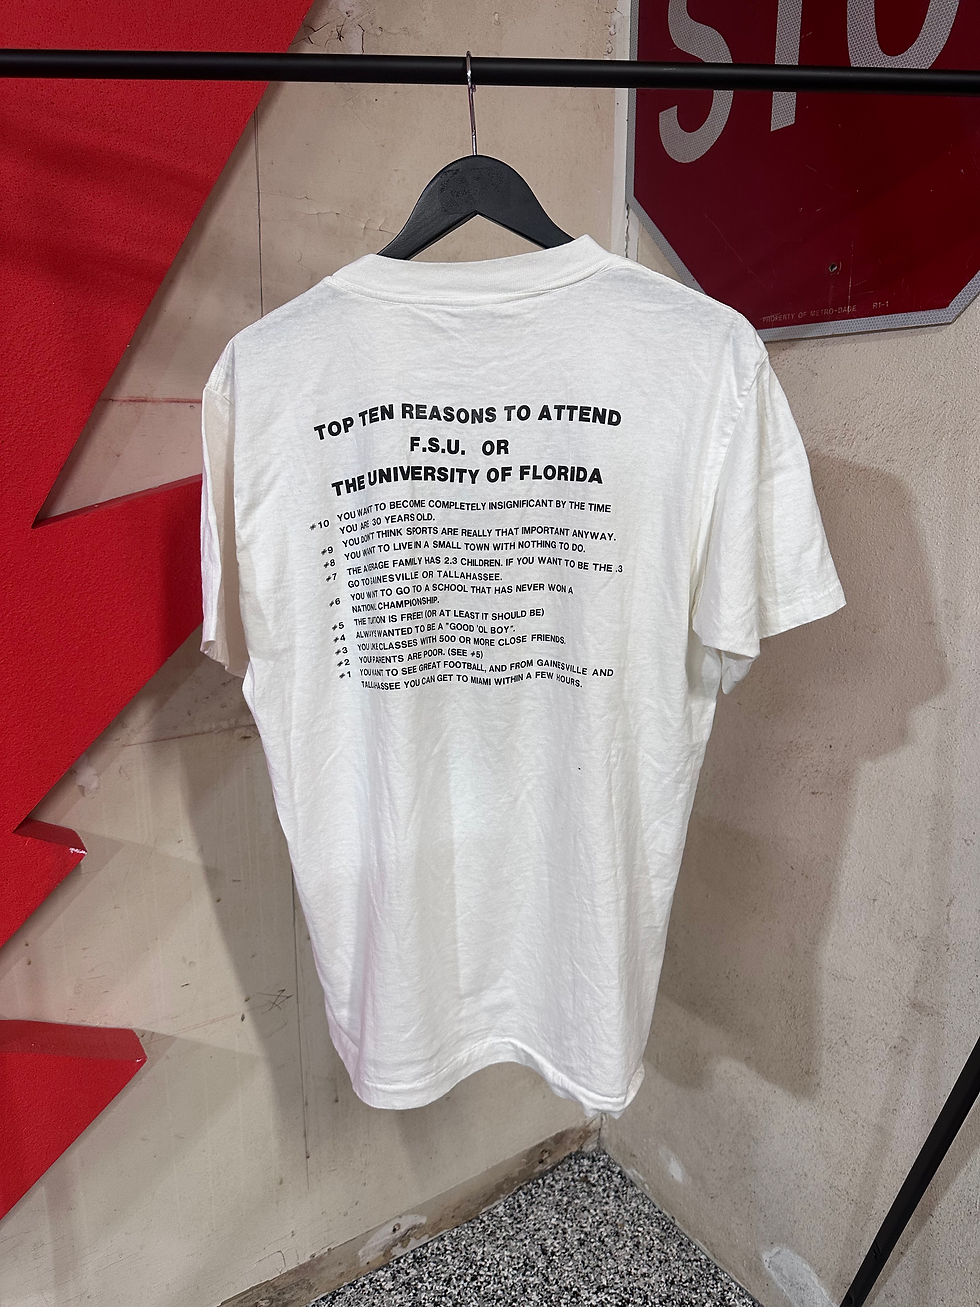 STO
PROPERTY OF METRO-DADE R1-1
TOP TEN REASONS TO ATTEND
F.S.U. OR
THE UNIVERSITY OF FLORIDA
#10 YOU WANT TO BECOME COMPLETELY INSIGNIFICANT BY THE TIME
YOU ARE 30 YEARS OLD.
#9 YOU DON'T THINK SPORTS ARE REALLY THAT IMPORTANT ANYWAY.
#8 YOU WANT TO LIVE IN A SMALL TOWN WITH NOTHING TO DO.
#7 THE AVERAGE FAMILY HAS 2.3 CHILDREN. IF YOU WANT TO BE THE .3
GO TO GAINESVILLE OR TALLAHASSEE.
#6 YOU WANT TO GO TO A SCHOOL THAT HAS NEVER WON A
NATIONAL CHAMPIONSHIP.
#5 THE TUITION IS FREE! (OR AT LEAST IT SHOULD BE)
#4 ALWAYS WANTED TO BE A "GOOD 'OL BOY".
#3 YOU LIKE CLASSES WITH 500 OR MORE CLOSE FRIENDS.
#2 YOUR PARENTS ARE POOR. (SEE #5)
#1 YOU WANT TO SEE GREAT FOOTBALL, AND FROM GAINESVILLE AND
TALLAHASSEE YOU CAN GET TO MIAMI WITHIN A FEW HOURS.